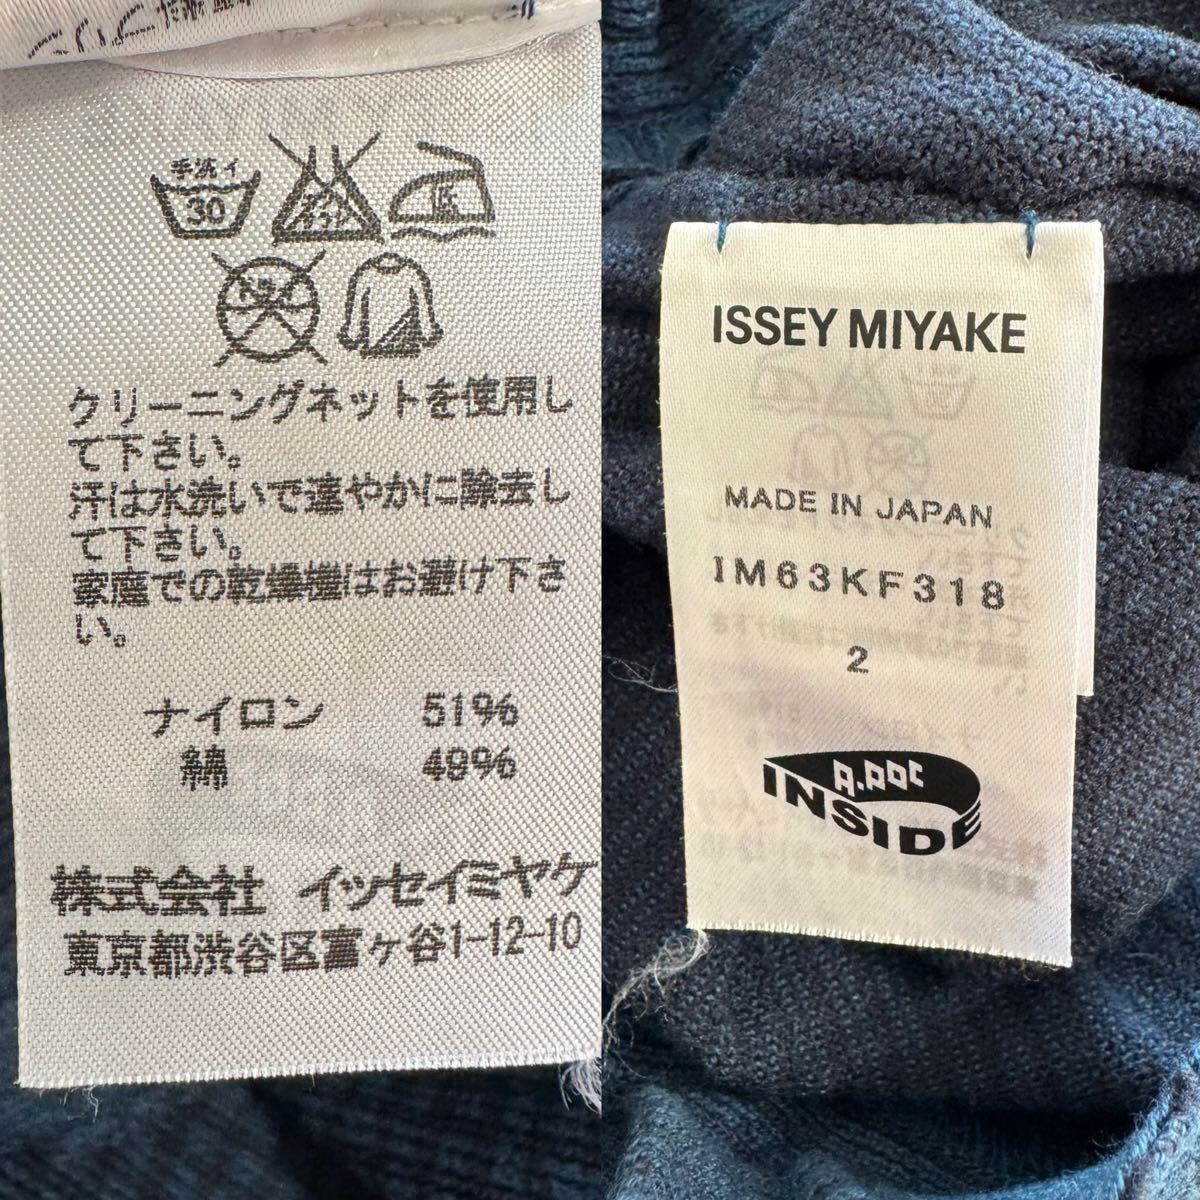 手洗イ
30
クリーニングネットを使用し
て下さい。
汗は水洗いで速やかに除去し
て下さい。
家庭での乾燥機はお避け下さ
い。
ナイロン 51%
綿 49%
株式会社 イッセイミヤケ
東京都渋谷区富ヶ谷1-12-10
ISSEY MIYAKE
MADE IN JAPAN
IM63KF318
2
A.POC
INSIDE